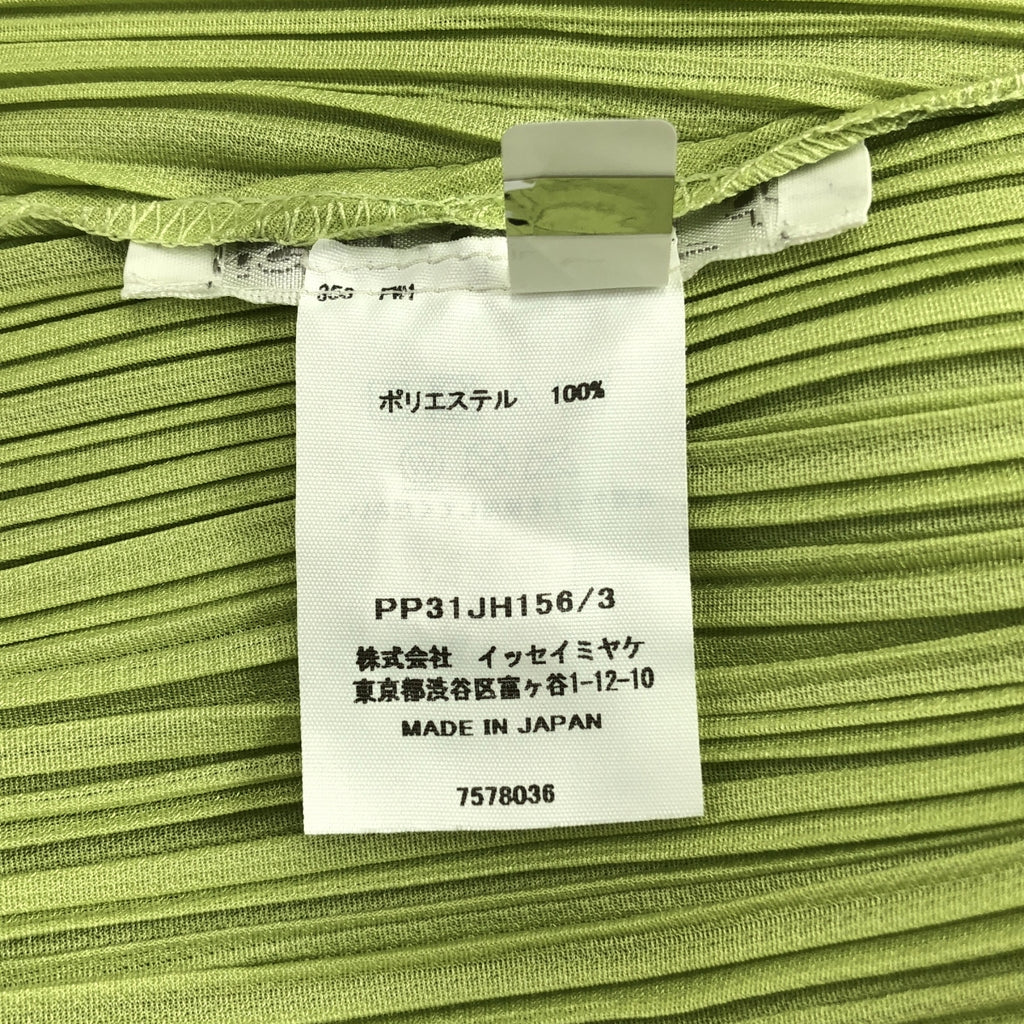 ポリエステル 100%
PP31JH156/3
株式会社 イッセイミヤケ
東京都渋谷区富ヶ谷1-12-10
MADE IN JAPAN
7578036